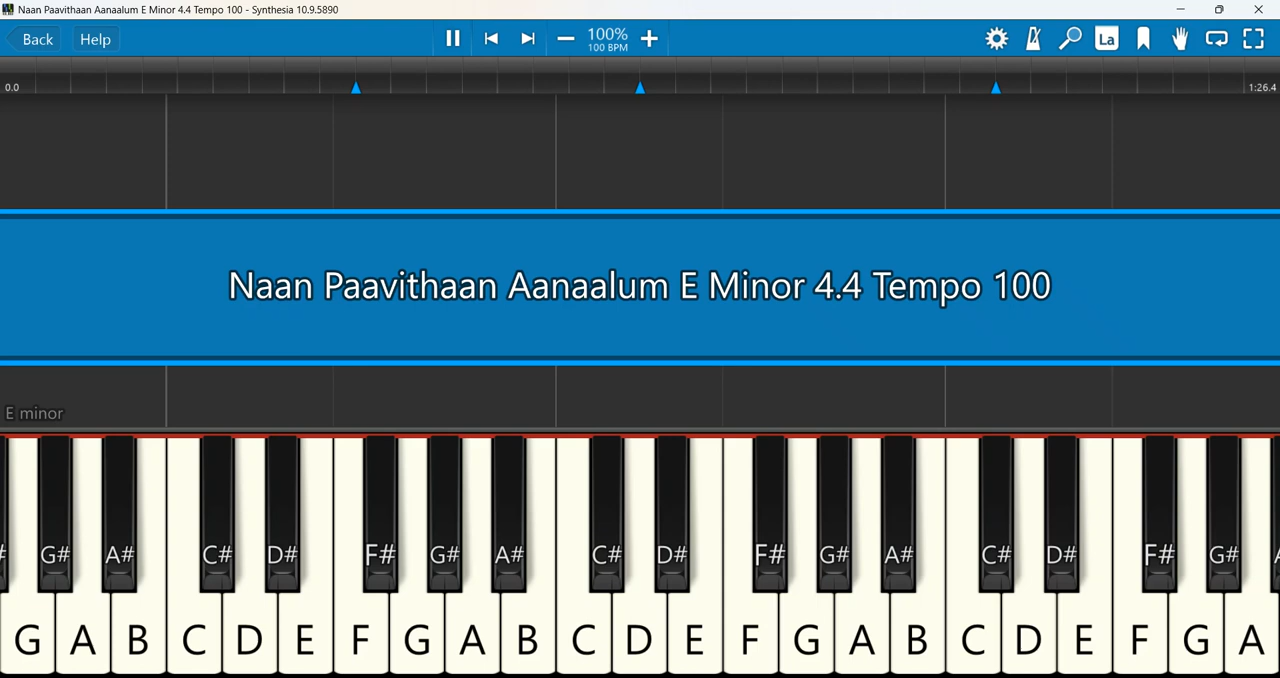 Naan Paavithaan Aanaalum E Minor 4.4 Tempo 100 - Synthesia 10.9.5890
Back Help 100% La
100 BPM
0.0 1:26.4
Naan Paavithaan Aanaalum E Minor 4.4 Tempo 100
E minor
# G# A# C# D# F# G# A# C# D# F# G# A# C# D# F# G#
G A B C D E F G A B C D E F G A B C D E F G A